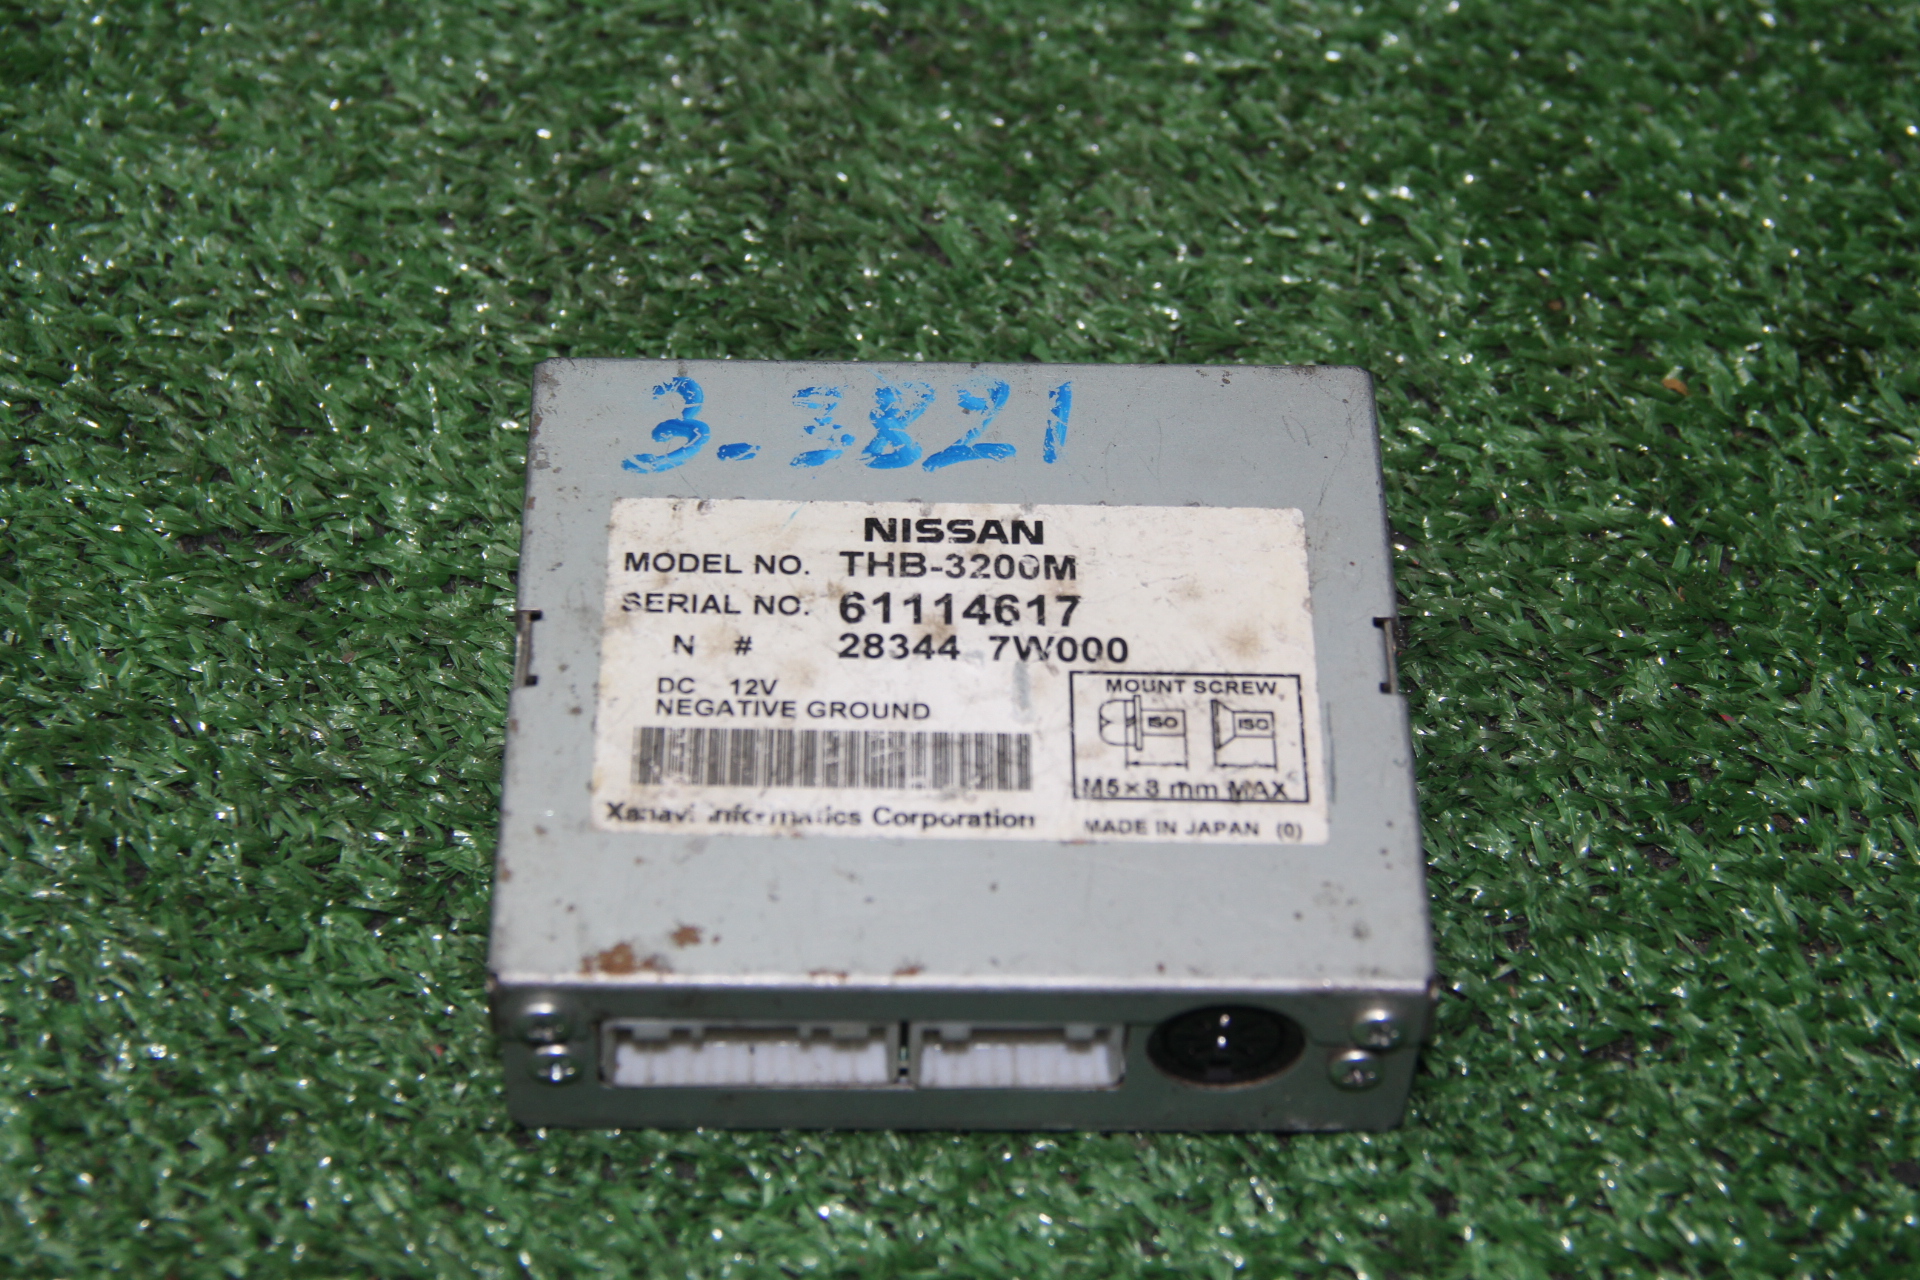 3-3821
NISSAN
MODEL NO. THB-3200M
SERIAL NO. 61114617
N # 28344 7W000
DC 12V
NEGATIVE GROUND
MOUNT SCREW
ISO ISO
M5×8 mm MAX
Xanavi Informatics Corporation
MADE IN JAPAN (0)